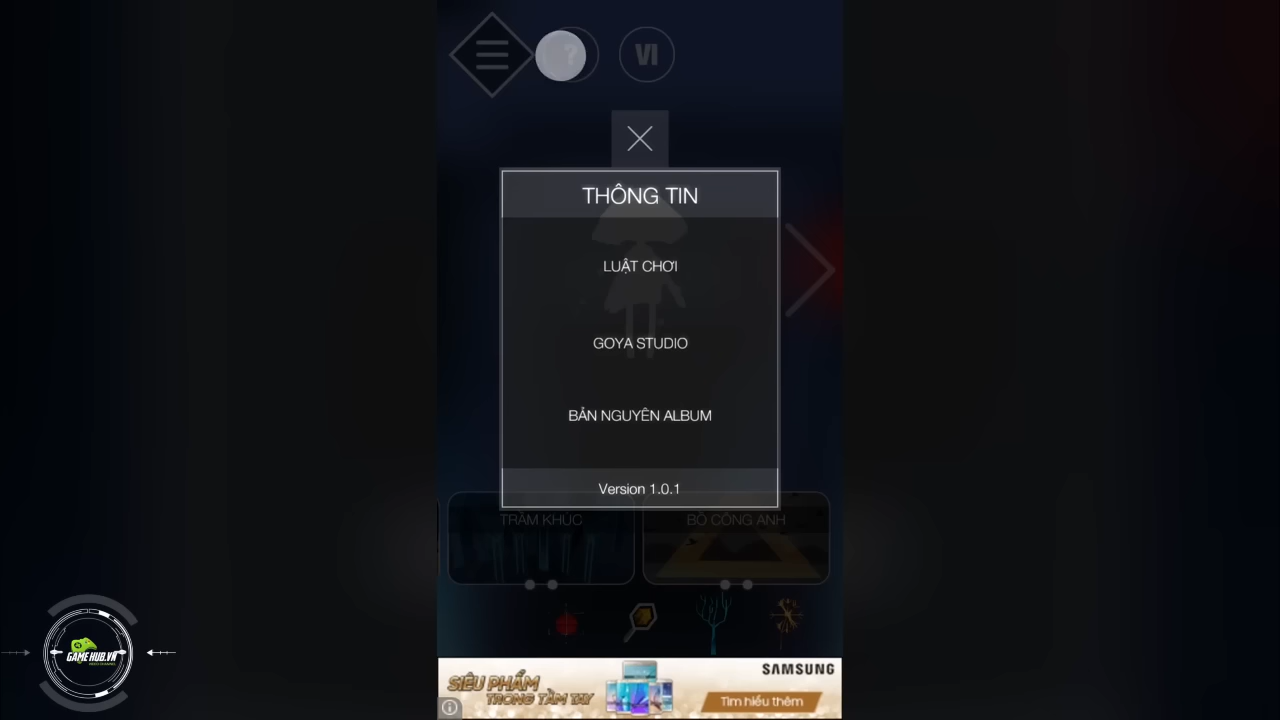 ?
VI
THÔNG TIN
LUẬT CHƠI
GOYA STUDIO
BẢN NGUYÊN ALBUM
Version 1.0.1
TRẦM KHÚC
BỒ CÔNG ANH
SAMSUNG
SIÊU PHẨM
TRONG TẦM TAY
Tìm hiểu thêm
GAMEHUB.VN